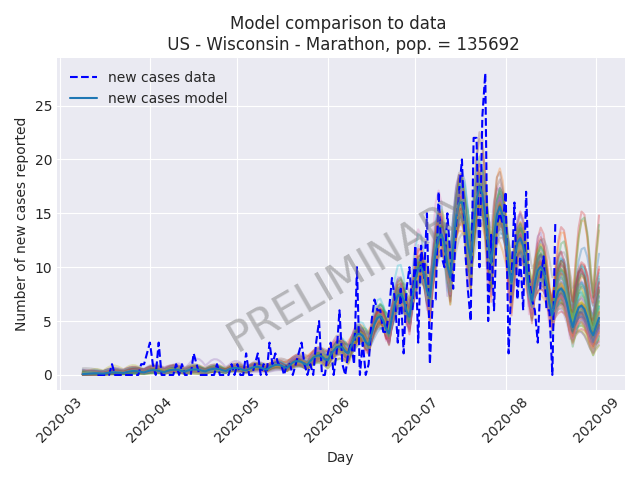 Model comparison to data
US - Wisconsin - Marathon, pop. = 135692
new cases data
new cases model
Number of new cases reported
25
20
15
10
5
0
PRELIMINARY
2020-03
2020-04
2020-05
2020-06
2020-07
2020-08
2020-09
Day